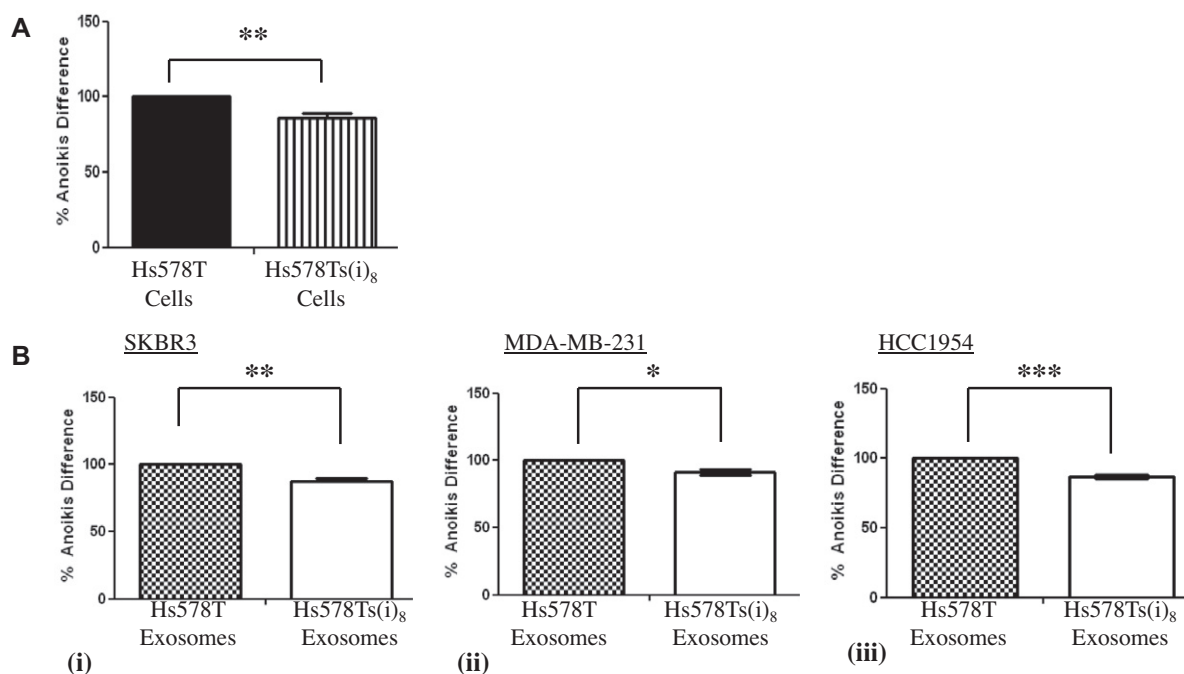 A
% Anoikis Difference
150
100
50
0
**
Hs578T
Cells
Hs578Ts(i)₈
Cells
B
SKBR3
% Anoikis Difference
150
100
50
0
**
Hs578T
Exosomes
Hs578Ts(i)₈
Exosomes
(i)
MDA-MB-231
% Anoikis Difference
150
100
50
0
*
Hs578T
Exosomes
Hs578Ts(i)₈
Exosomes
(ii)
HCC1954
% Anoikis Difference
150
100
50
0
***
Hs578T
Exosomes
Hs578Ts(i)₈
Exosomes
(iii)